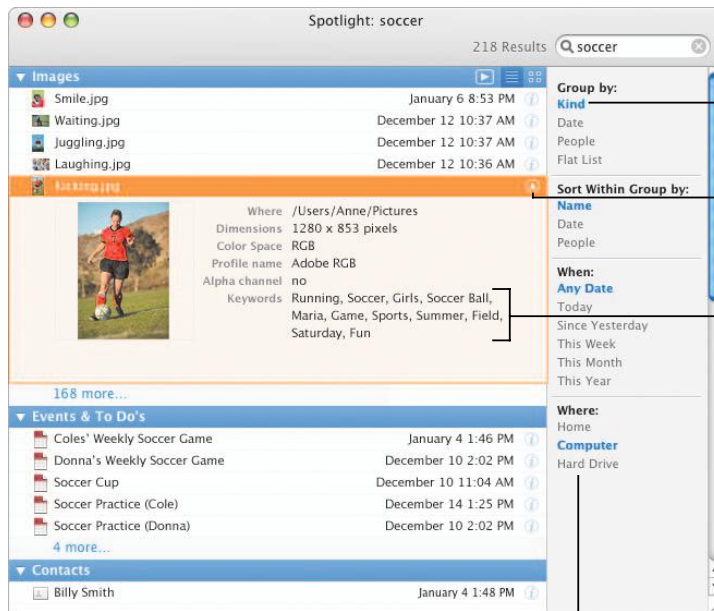 Spotlight: soccer
218 Results soccer
Images
Smile.jpg January 6 8:53 PM
Waiting.jpg December 12 10:37 AM
Juggling.jpg December 12 10:37 AM
Laughing.jpg December 12 10:36 AM
Kicking.jpg
Where /Users/Anne/Pictures
Dimensions 1280 x 853 pixels
Color Space RGB
Profile name Adobe RGB
Alpha channel no
Keywords Running, Soccer, Girls, Soccer Ball,
Maria, Game, Sports, Summer, Field,
Saturday, Fun
168 more...
Events & To Do's
Coles' Weekly Soccer Game January 4 1:46 PM
Donna's Weekly Soccer Game December 10 2:02 PM
Soccer Cup December 10 11:04 AM
Soccer Practice (Cole) December 14 1:25 PM
Soccer Practice (Donna) December 10 2:02 PM
4 more...
Contacts
Billy Smith January 4 1:48 PM
Group by:
Kind
Date
People
Flat List
Sort Within Group by:
Name
Date
People
When:
Any Date
Today
Since Yesterday
This Week
This Month
This Year
Where:
Home
Computer
Hard Drive